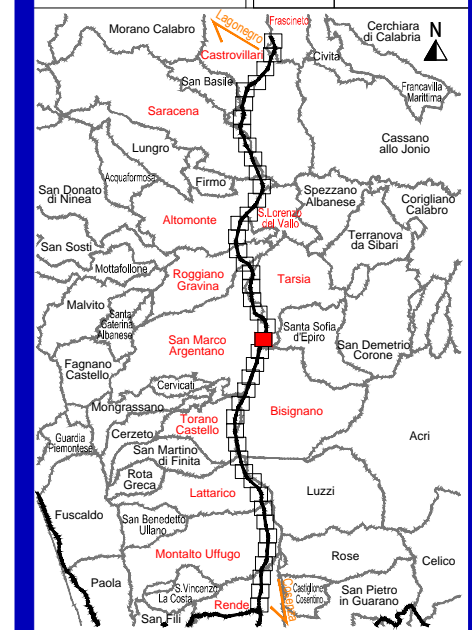 Lagonegro
Frascineto
Morano Calabro
Cerchiara
di Calabria
N
Castrovillari
Civita
San Basile
Francavilla
Marittima
Saracena
Cassano
allo Jonio
Lungro
Acquaformosa
Firmo
San Donato
di Ninea
Spezzano
Albanese
Corigliano
Calabro
Altomonte
S.Lorenzo
del Vallo
Terranova
da Sibari
San Sosti
Mottafollone
Roggiano
Gravina
Tarsia
Malvito
Santa
Caterina
Albanese
Santa Sofia
d'Epiro
San Marco
Argentano
San Demetrio
Corone
Fagnano
Castello
Cervicati
Mongrassano
Bisignano
Torano
Castello
Guardia
Piemontese
Cerzeto
Acri
San Martino
di Finita
Rota
Greca
Lattarico
Luzzi
Fuscaldo
San Benedetto
Ullano
Montalto Uffugo
Rose
Celico
Paola
S.Vincenzo
La Costa
Cosenza
Castiglione
Cosentino
San Pietro
in Guarano
Rende
San Fili